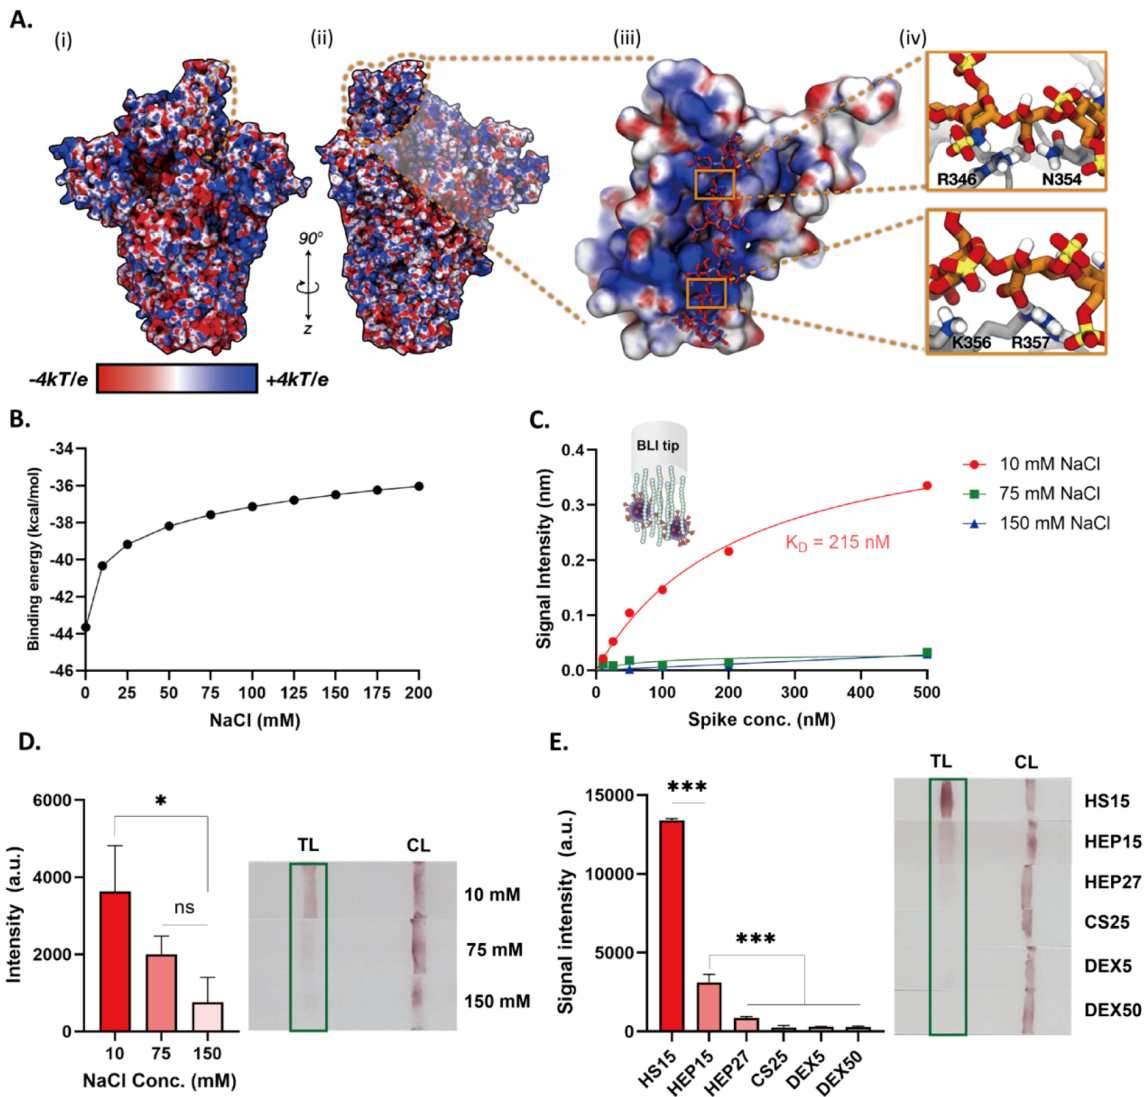 A.
(i)
(ii)
(iii)
(iv)
R346
N354
K356
R357
90°
z
-4kT/e
+4kT/e
B.
Binding energy (kcal/mol)
-34
-36
-38
-40
-42
-44
-46
0
25
50
75
100
125
150
175
200
NaCl (mM)
C.
Signal Intensity (nm)
0.4
0.3
0.2
0.1
0.0
BLI tip
K_D = 215 nM
0
100
200
300
400
500
Spike conc. (nM)
10 mM NaCl
75 mM NaCl
150 mM NaCl
D.
Intensity (a.u.)
6000
4000
2000
0
*
ns
10
75
150
NaCl Conc. (mM)
TL
CL
10 mM
75 mM
150 mM
E.
Signal intensity (a.u.)
15000
10000
5000
0
***
***
HS15
HEP15
HEP27
CS25
DEX5
DEX50
TL
CL
HS15
HEP15
HEP27
CS25
DEX5
DEX50